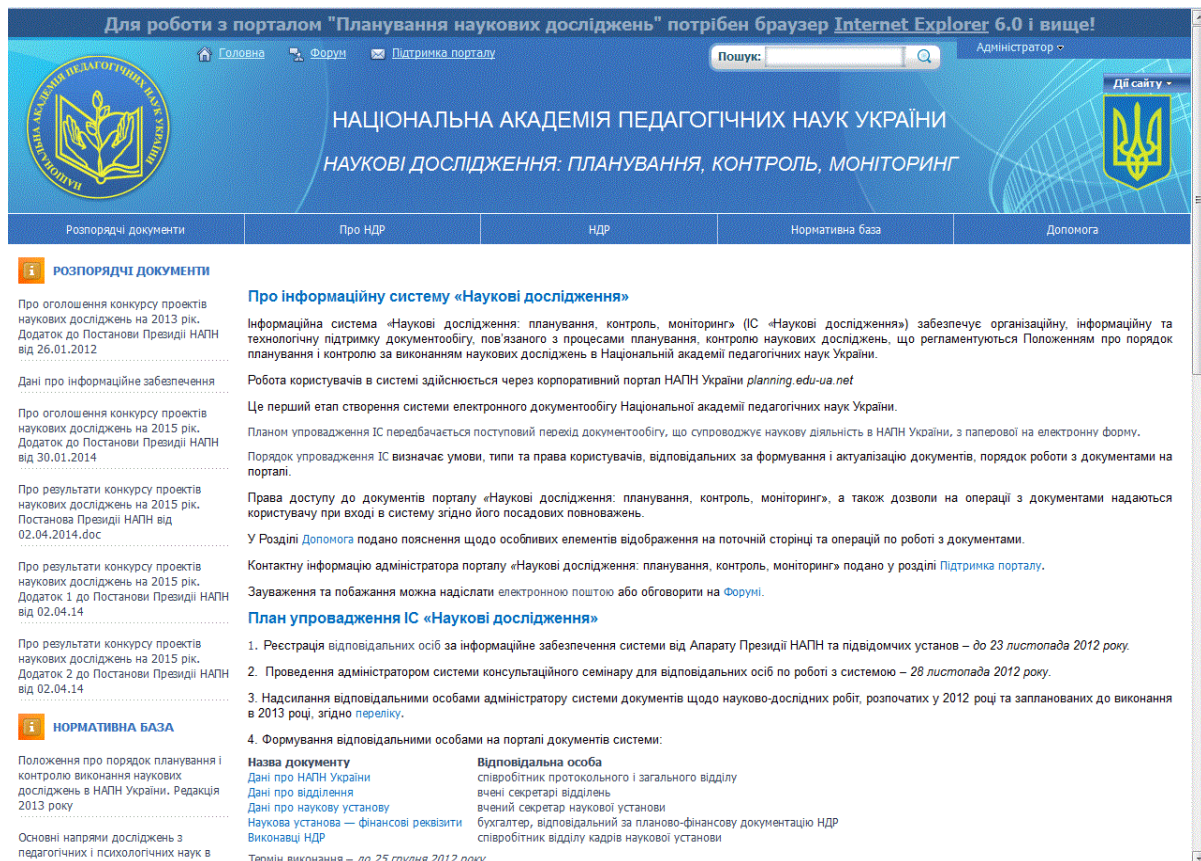 Для роботи з порталом "Планування наукових досліджень" потрібен браузер Internet Explorer 6.0 і вище!
Головна Форум Підтримка порталу
Пошук:
Адміністратор
Дії сайту
НАЦІОНАЛЬНА АКАДЕМІЯ ПЕДАГОГІЧНИХ НАУК УКРАЇНИ
НАЦІОНАЛЬНА АКАДЕМІЯ ПЕДАГОГІЧНИХ НАУК УКРАЇНИ
НАУКОВІ ДОСЛІДЖЕННЯ: ПЛАНУВАННЯ, КОНТРОЛЬ, МОНІТОРИНГ
Розпорядчі документи Про НДР НДР Нормативна база Допомога
РОЗПОРЯДЧІ ДОКУМЕНТИ
Про оголошення конкурсу проектів
наукових досліджень на 2013 рік.
Додаток до Постанови Президії НАПН
від 26.01.2012
Дані про інформаційне забезпечення
Про оголошення конкурсу проектів
наукових досліджень на 2015 рік.
Додаток до Постанови Президії НАПН
від 30.01.2014
Про результати конкурсу проектів
наукових досліджень на 2015 рік.
Постанова Президії НАПН від
02.04.2014.doc
Про результати конкурсу проектів
наукових досліджень на 2015 рік.
Додаток 1 до Постанови Президії НАПН
від 02.04.14
Про результати конкурсу проектів
наукових досліджень на 2015 рік.
Додаток 2 до Постанови Президії НАПН
від 02.04.14
НОРМАТИВНА БАЗА
Положення про порядок планування і
контролю виконання наукових
досліджень в НАПН України. Редакція
2013 року
Основні напрями досліджень з
педагогічних і психологічних наук в
Про інформаційну систему «Наукові дослідження»
Інформаційна система «Наукові дослідження: планування, контроль, моніторинг» (ІС «Наукові дослідження») забезпечує організаційну, інформаційну та
технологічну підтримку документообігу, пов'язаного з процесами планування, контролю наукових досліджень, що регламентуються Положенням про порядок
планування і контролю за виконанням наукових досліджень в Національній академії педагогічних наук України.
Робота користувачів в системі здійснюється через корпоративний портал НАПН України planning.edu-ua.net
Це перший етап створення системи електронного документообігу Національної академії педагогічних наук України.
Планом упровадження ІС передбачається поступовий перехід документообігу, що супроводжує наукову діяльність в НАПН України, з паперової на електронну форму.
Порядок упровадження ІС визначає умови, типи та права користувачів, відповідальних за формування і актуалізацію документів, порядок роботи з документами на
порталі.
Права доступу до документів порталу «Наукові дослідження: планування, контроль, моніторинг», а також дозволи на операції з документами надаються
користувачу при вході в систему згідно його посадових повноважень.
У Розділі Допомога подано пояснення щодо особливих елементів відображення на поточній сторінці та операцій по роботі з документами.
Контактну інформацію адміністратора порталу «Наукові дослідження: планування, контроль, моніторинг» подано у розділі Підтримка порталу.
Зауваження та побажання можна надіслати електронною поштою або обговорити на Форумі.
План упровадження ІС «Наукові дослідження»
1. Реєстрація відповідальних осіб за інформаційне забезпечення системи від Апарату Президії НАПН та підвідомчих установ – до 23 листопада 2012 року.
2. Проведення адміністратором системи консультаційного семінару для відповідальних осіб по роботі з системою – 28 листопада 2012 року.
3. Надсилання відповідальними особами адміністратору системи документів щодо науково-дослідних робіт, розпочатих у 2012 році та запланованих до виконання
в 2013 році, згідно переліку.
4. Формування відповідальними особами на порталі документів системи:
Назва документу Відповідальна особа
Дані про НАПН України співробітник протокольного і загального відділу
Дані про відділення вчені секретарі відділень
Дані про наукову установу вчений секретар наукової установи
Наукова установа — фінансові реквізити бухгалтер, відповідальний за планово-фінансову документацію НДР
Виконавці НДР співробітник відділу кадрів наукової установи
Термін виконання – до 25 грудня 2012 року